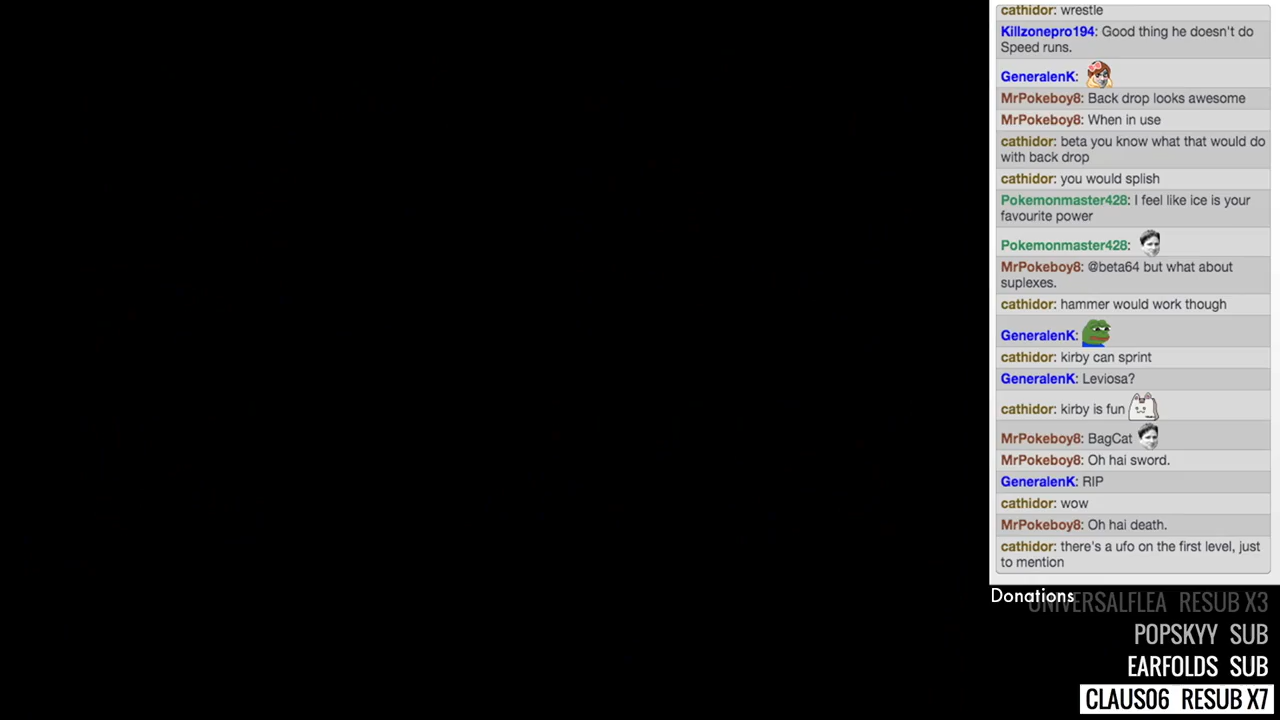 cathidor: wrestle
Killzonepro194: Good thing he doesn't do
Speed runs.
GeneralenK:
MrPokeboy8: Back drop looks awesome
MrPokeboy8: When in use
cathidor: beta you know what that would do
with back drop
cathidor: you would splish
Pokemonmaster428: I feel like ice is your
favourite power
Pokemonmaster428:
MrPokeboy8: @beta64 but what about
suplexes.
cathidor: hammer would work though
GeneralenK:
cathidor: kirby can sprint
GeneralenK: Leviosa?
cathidor: kirby is fun
MrPokeboy8: BagCat
MrPokeboy8: Oh hai sword.
GeneralenK: RIP
cathidor: wow
MrPokeboy8: Oh hai death.
cathidor: there's a ufo on the first level, just
to mention
Donations
UNIVERSALFLEA RESUB X3
POPSKYY SUB
EARFOLDS SUB
CLAUS06 RESUB X7